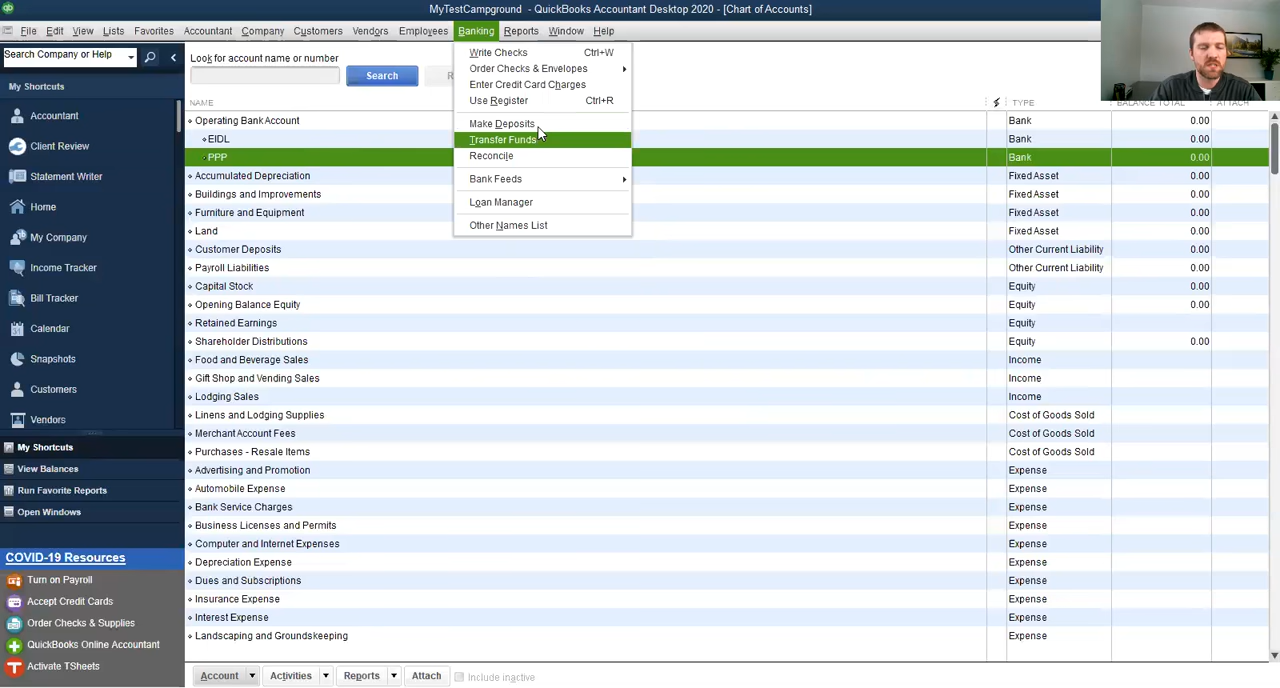 MyTestCampground - QuickBooks Accountant Desktop 2020 - [Chart of Accounts]
File Edit View Lists Favorites Accountant Company Customers Vendors Employees Banking Reports Window Help
Search Company or Help
My Shortcuts
Accountant
Client Review
Statement Writer
Home
My Company
Income Tracker
Bill Tracker
Calendar
Snapshots
Customers
Vendors
My Shortcuts
View Balances
Run Favorite Reports
Open Windows
COVID-19 Resources
Turn on Payroll
Accept Credit Cards
Order Checks & Supplies
QuickBooks Online Accountant
Activate TSheets
Look for account name or number
Search
Write Checks Ctrl+W
Order Checks & Envelopes
Enter Credit Card Charges
Use Register Ctrl+R
Make Deposits
Transfer Funds
Reconcile
Bank Feeds
Loan Manager
Other Names List
NAME TYPE BALANCE TOTAL ATTACH
Operating Bank Account Bank 0.00
EIDL Bank 0.00
PPP Bank 0.00
Accumulated Depreciation Fixed Asset 0.00
Buildings and Improvements Fixed Asset 0.00
Furniture and Equipment Fixed Asset 0.00
Land Fixed Asset 0.00
Customer Deposits Other Current Liability 0.00
Payroll Liabilities Other Current Liability 0.00
Capital Stock Equity 0.00
Opening Balance Equity Equity 0.00
Retained Earnings Equity
Shareholder Distributions Equity 0.00
Food and Beverage Sales Income
Gift Shop and Vending Sales Income
Lodging Sales Income
Linens and Lodging Supplies Cost of Goods Sold
Merchant Account Fees Cost of Goods Sold
Purchases - Resale Items Cost of Goods Sold
Advertising and Promotion Expense
Automobile Expense Expense
Bank Service Charges Expense
Business Licenses and Permits Expense
Computer and Internet Expenses Expense
Depreciation Expense Expense
Dues and Subscriptions Expense
Insurance Expense Expense
Interest Expense Expense
Landscaping and Groundskeeping Expense
Account Activities Reports Attach Include inactive